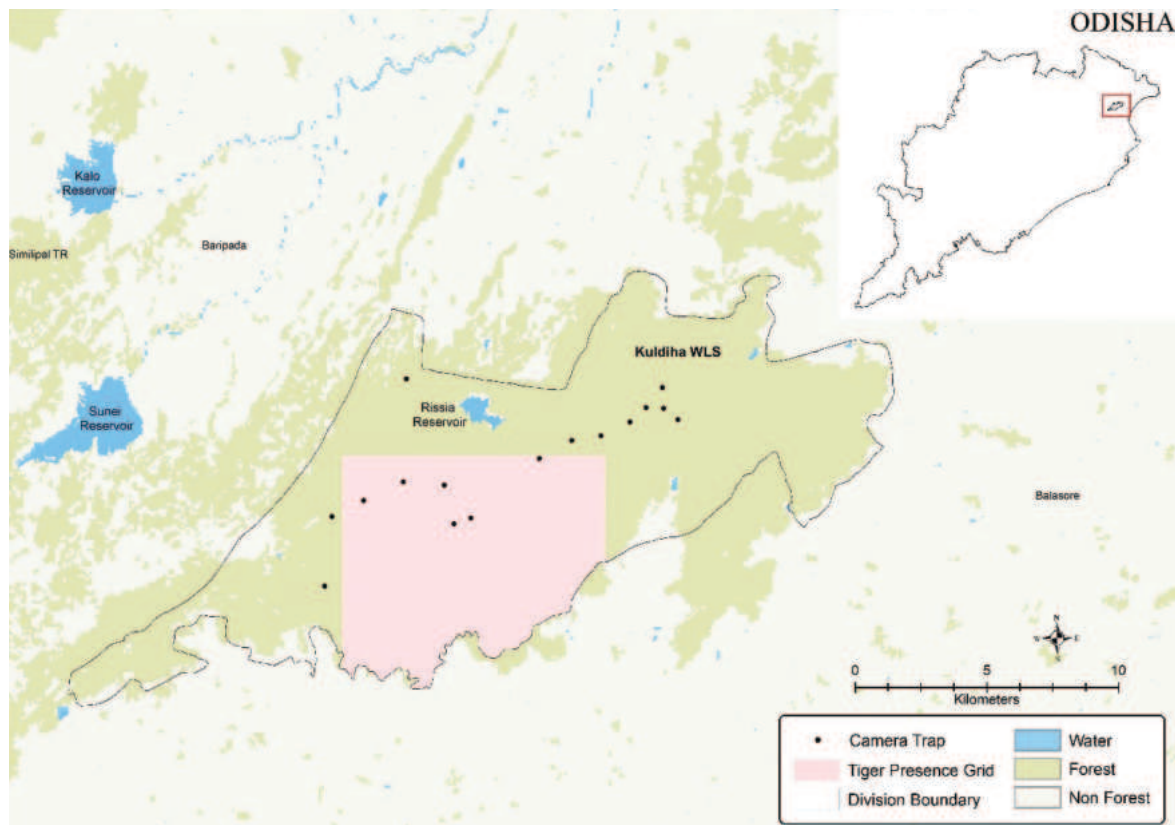 ODISHA
Kalo
Reservoir
Similipal TR
Baripada
Kuldiha WLS
Sunei
Reservoir
Rissia
Reservoir
Balasore
N
E
S
0 5 10
Kilometers
Camera Trap
Tiger Presence Grid
Division Boundary
Water
Forest
Non Forest